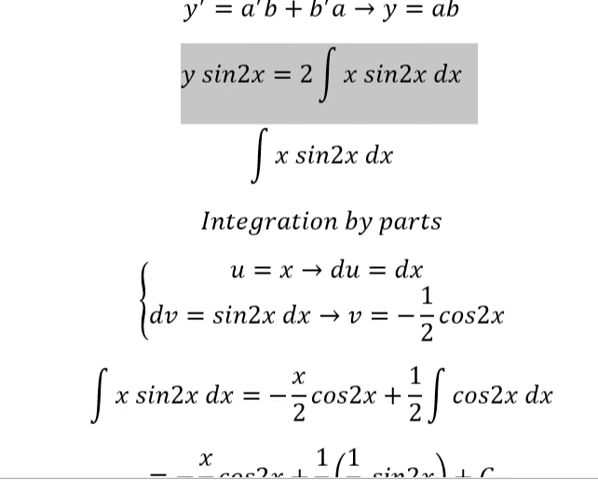 y' = a'b + b'a → y = ab
y sin2x = 2 ∫ x sin2x dx
∫ x sin2x dx
Integration by parts
{ u = x → du = dx
dv = sin2x dx → v = −1/2 cos2x
∫ x sin2x dx = −x/2 cos2x + 1/2 ∫ cos2x dx